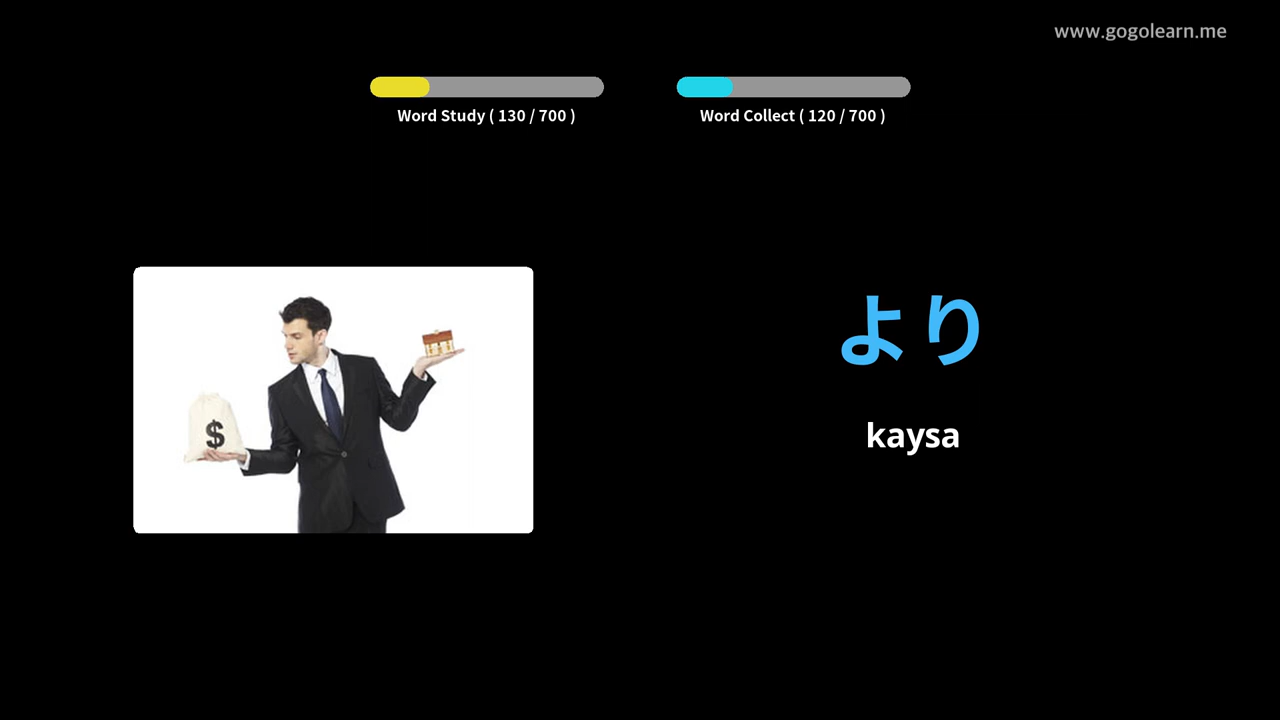 www.gogolearn.me
Word Study ( 130 / 700 )
Word Collect ( 120 / 700 )
$
より
kaysa